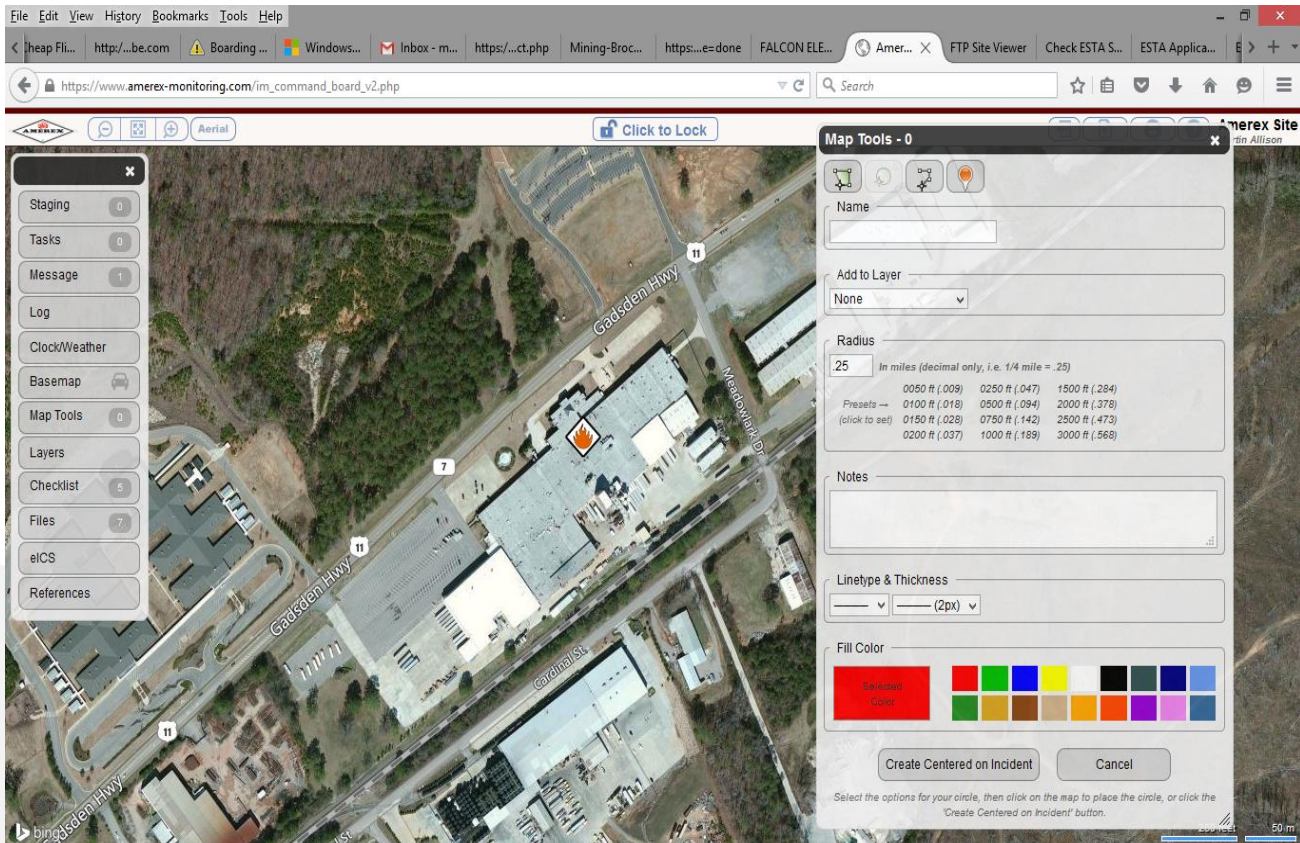 File Edit View History Bookmarks Tools Help
Cheap Fli... http:/...be.com Boarding ... Windows... Inbox - m... https:/...ct.php Mining-Broc... https:...e=done FALCON ELE... Amer... FTP Site Viewer Check ESTA S... ESTA Applica...
https://www.amerex-monitoring.com/im_command_board_v2.php Search
AMEREX Aerial Click to Lock Amerex Site
rtin Allison
Staging 0
Tasks 0
Message 1
Log
Clock/Weather
Basemap
Map Tools 0
Layers
Checklist 5
Files 7
eICS
References
Gadsden Hwy
11
Meadowlark Dr
7
11
Gadsden Hwy
Cardinal St
11
Gadsden Hwy
St
bing
Map Tools - 0
Name
Add to Layer
None
Radius
.25 In miles (decimal only, i.e. 1/4 mile = .25)
0050 ft (.009) 0250 ft (.047) 1500 ft (.284)
Presets → 0100 ft (.018) 0500 ft (.094) 2000 ft (.378)
(click to set) 0150 ft (.028) 0750 ft (.142) 2500 ft (.473)
0200 ft (.037) 1000 ft (.189) 3000 ft (.568)
Notes
Linetype & Thickness
(2px)
Fill Color
Selected
Color
Create Centered on Incident Cancel
Select the options for your circle, then click on the map to place the circle, or click the
'Create Centered on Incident' button.
50 m